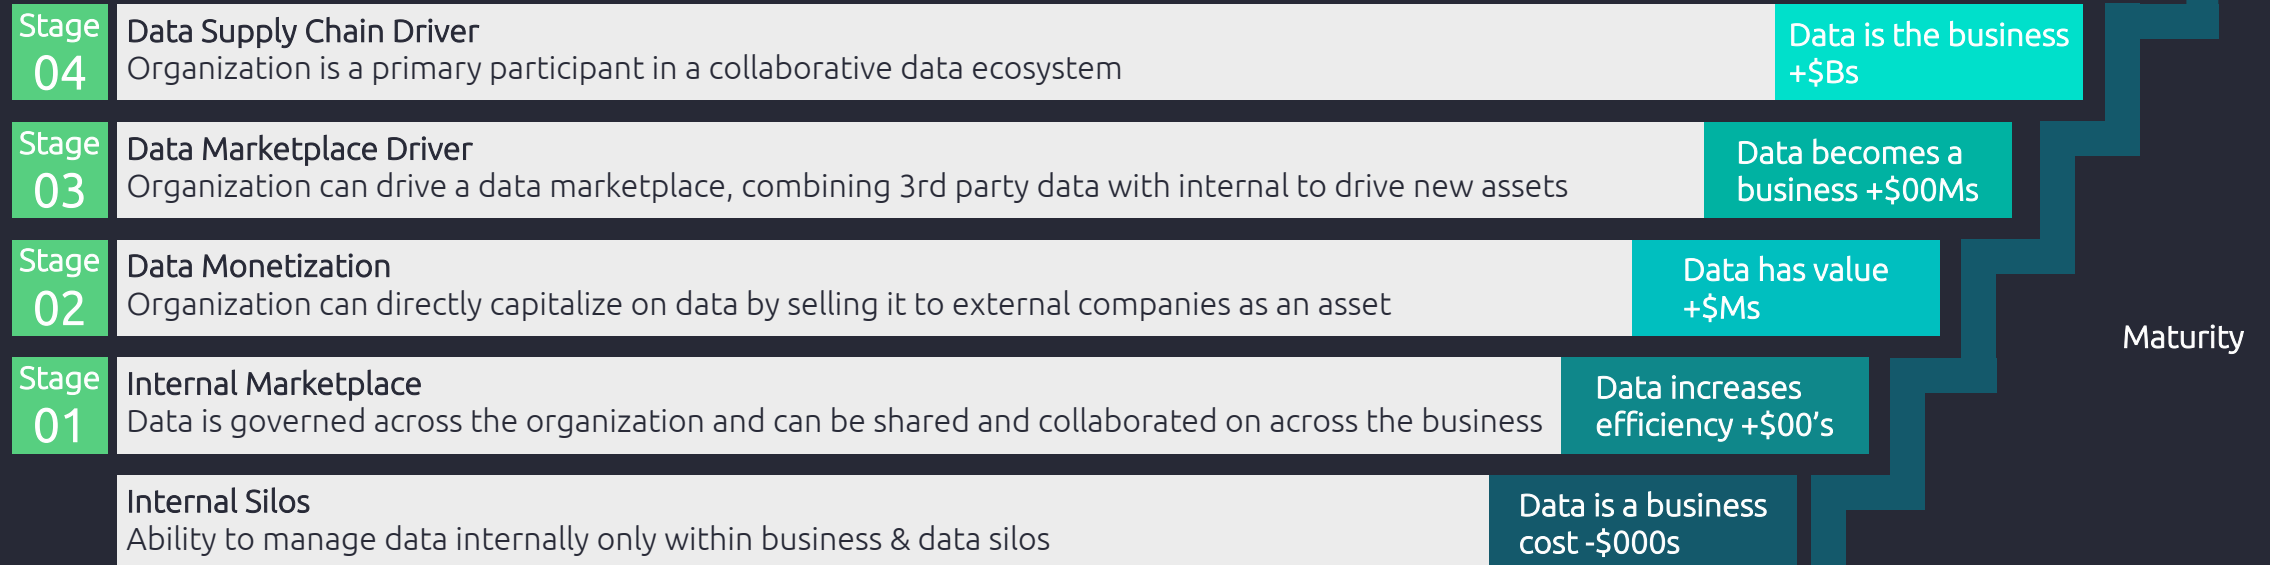 Stage
04
Data Supply Chain Driver
Organization is a primary participant in a collaborative data ecosystem
Data is the business
+$Bs
Stage
03
Data Marketplace Driver
Organization can drive a data marketplace, combining 3rd party data with internal to drive new assets
Data becomes a
business +$00Ms
Stage
02
Data Monetization
Organization can directly capitalize on data by selling it to external companies as an asset
Data has value
+$Ms
Maturity
Stage
01
Internal Marketplace
Data is governed across the organization and can be shared and collaborated on across the business
Data increases
efficiency +$00’s
Internal Silos
Ability to manage data internally only within business & data silos
Data is a business
cost -$000s